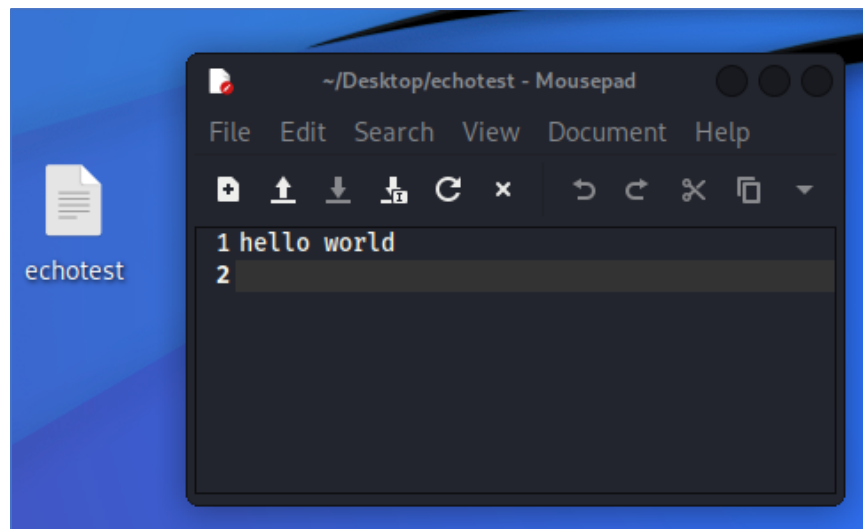 ~/Desktop/echotest - Mousepad
File Edit Search View Document Help
1 hello world
2
echotest